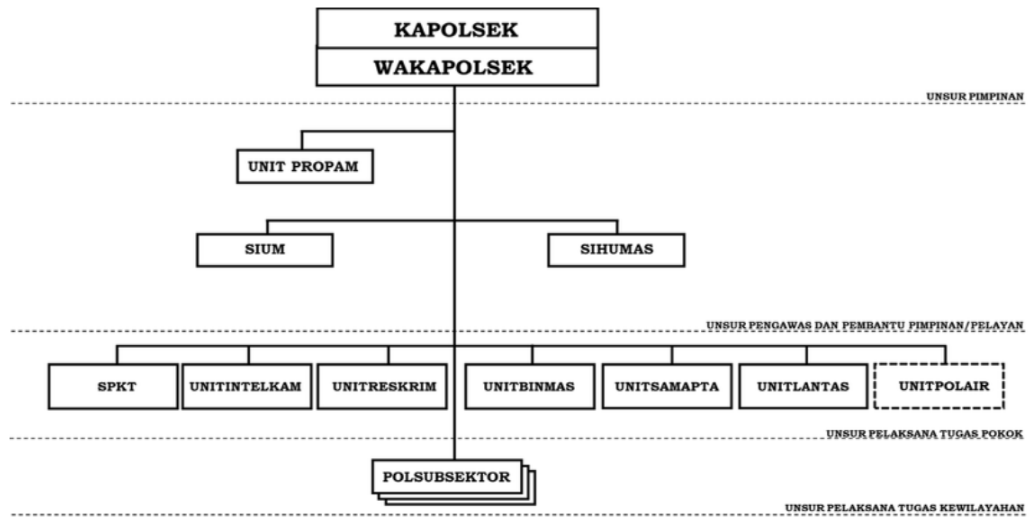 KAPOLSEK
WAKAPOLSEK
UNSUR PIMPINAN
UNIT PROPAM
SIUM
SIHUMAS
UNSUR PENGAWAS DAN PEMBANTU PIMPINAN/PELAYAN
SPKT
UNITINTELKAM
UNITRESKRIM
UNITBINMAS
UNITSAMAPTA
UNITLANTAS
UNITPOLAIR
UNSUR PELAKSANA TUGAS POKOK
POLSUBSEKTOR
UNSUR PELAKSANA TUGAS KEWILAYAHAN